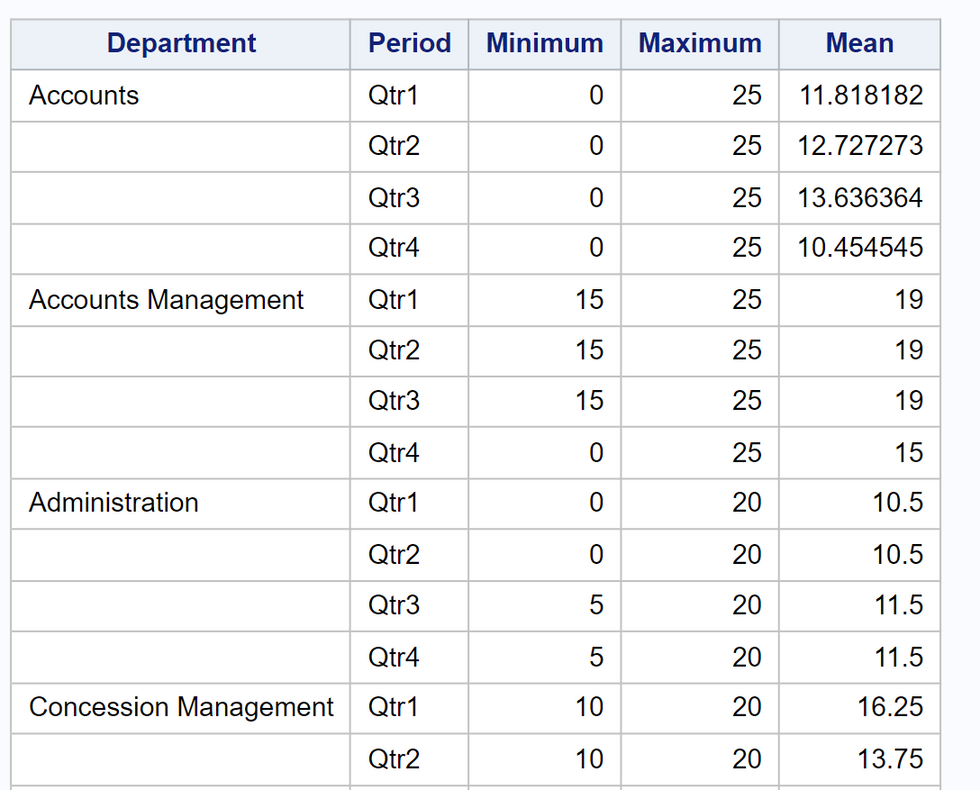 Department Period Minimum Maximum Mean
Accounts Qtr1 0 25 11.818182
Qtr2 0 25 12.727273
Qtr3 0 25 13.636364
Qtr4 0 25 10.454545
Accounts Management Qtr1 15 25 19
Qtr2 15 25 19
Qtr3 15 25 19
Qtr4 0 25 15
Administration Qtr1 0 20 10.5
Qtr2 0 20 10.5
Qtr3 5 20 11.5
Qtr4 5 20 11.5
Concession Management Qtr1 10 20 16.25
Qtr2 10 20 13.75